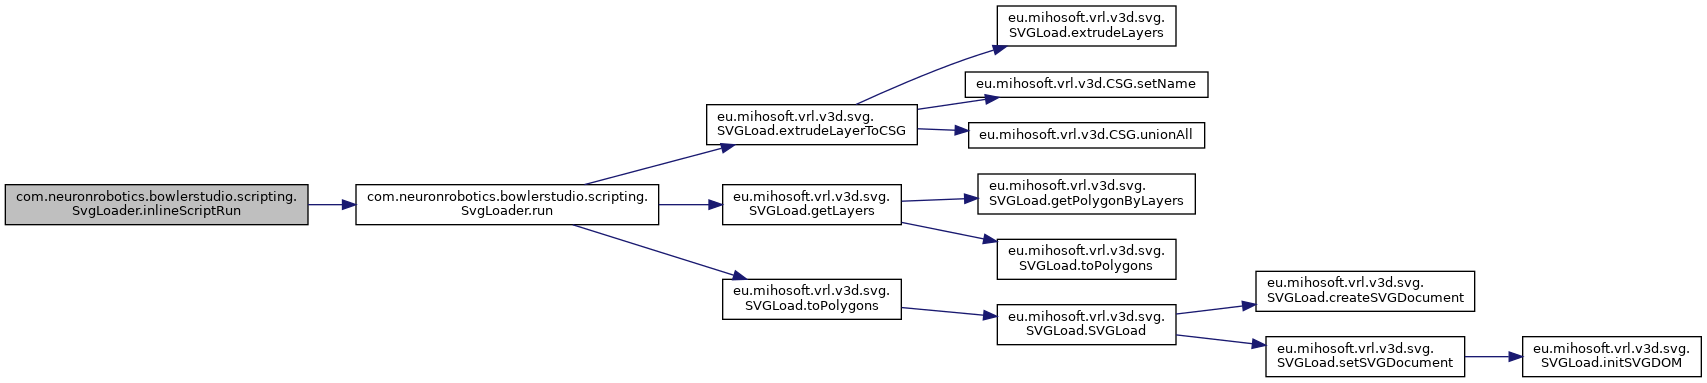 com.neuronrobotics.bowlerstudio.scripting.
SvgLoader.inlineScriptRun
com.neuronrobotics.bowlerstudio.scripting.
SvgLoader.run
eu.mihosoft.vrl.v3d.svg.
SVGLoad.extrudeLayerToCSG
eu.mihosoft.vrl.v3d.svg.
SVGLoad.extrudeLayers
eu.mihosoft.vrl.v3d.CSG.setName
eu.mihosoft.vrl.v3d.CSG.unionAll
eu.mihosoft.vrl.v3d.svg.
SVGLoad.getLayers
eu.mihosoft.vrl.v3d.svg.
SVGLoad.getPolygonByLayers
eu.mihosoft.vrl.v3d.svg.
SVGLoad.toPolygons
eu.mihosoft.vrl.v3d.svg.
SVGLoad.toPolygons
eu.mihosoft.vrl.v3d.svg.
SVGLoad.SVGLoad
eu.mihosoft.vrl.v3d.svg.
SVGLoad.createSVGDocument
eu.mihosoft.vrl.v3d.svg.
SVGLoad.setSVGDocument
eu.mihosoft.vrl.v3d.svg.
SVGLoad.initSVGDOM